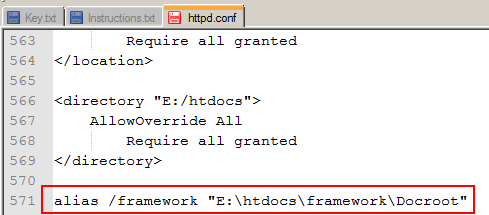 Key.txt Instructions.txt httpd.conf
563 Require all granted
564 </location>
565
566 <directory "E:/htdocs">
567 AllowOverride All
568 Require all granted
569 </directory>
570
571 alias /framework "E:\htdocs\framework\Docroot"